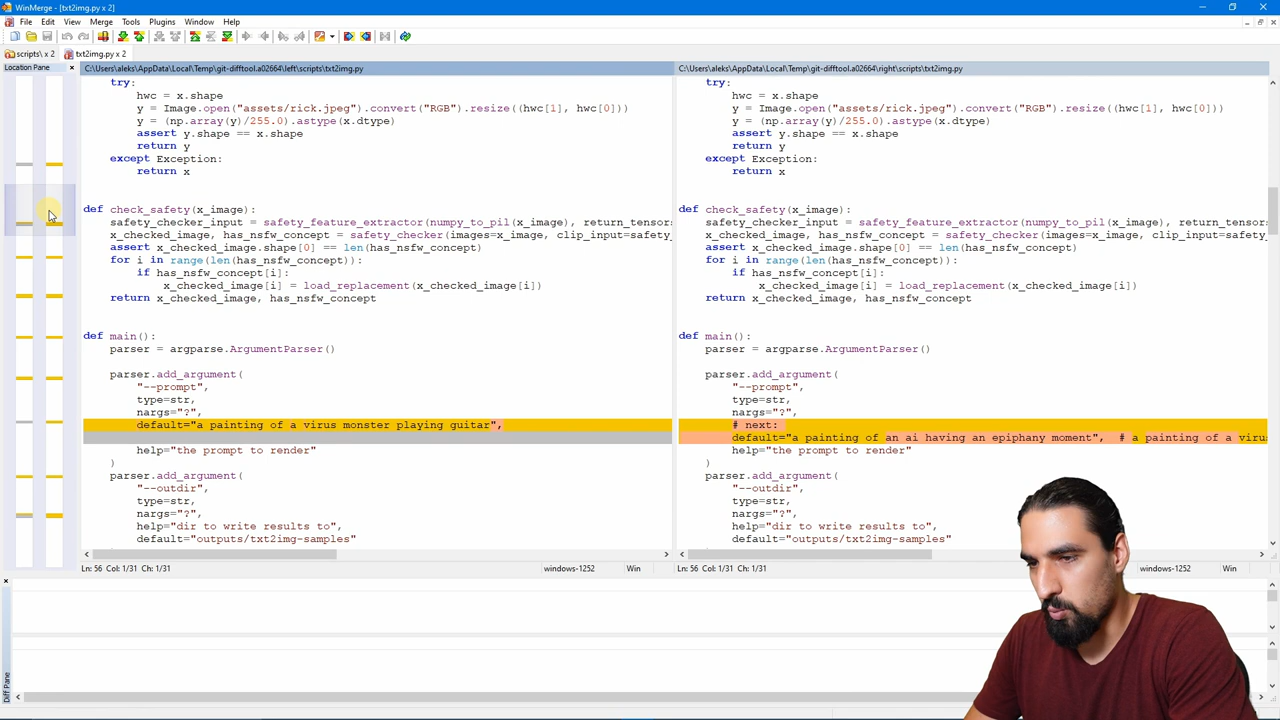 WinMerge - [txt2img.py x 2]
File Edit View Merge Tools Plugins Window Help
scripts\ x 2 txt2img.py x 2
Location Pane x
C:\Users\aleks\AppData\Local\Temp\git-difftool.a02664\left\scripts\txt2img.py
try:
hwc = x.shape
y = Image.open("assets/rick.jpeg").convert("RGB").resize((hwc[1], hwc[0]))
y = (np.array(y)/255.0).astype(x.dtype)
assert y.shape == x.shape
return y
except Exception:
return x
def check_safety(x_image):
safety_checker_input = safety_feature_extractor(numpy_to_pil(x_image), return_tensors
x_checked_image, has_nsfw_concept = safety_checker(images=x_image, clip_input=safety_
assert x_checked_image.shape[0] == len(has_nsfw_concept)
for i in range(len(has_nsfw_concept)):
if has_nsfw_concept[i]:
x_checked_image[i] = load_replacement(x_checked_image[i])
return x_checked_image, has_nsfw_concept
def main():
parser = argparse.ArgumentParser()
parser.add_argument(
"--prompt",
type=str,
nargs="?",
default="a painting of a virus monster playing guitar",
help="the prompt to render"
)
parser.add_argument(
"--outdir",
type=str,
nargs="?",
help="dir to write results to",
default="outputs/txt2img-samples"
Ln: 56 Col: 1/31 Ch: 1/31 windows-1252 Win
C:\Users\aleks\AppData\Local\Temp\git-difftool.a02664\right\scripts\txt2img.py
try:
hwc = x.shape
y = Image.open("assets/rick.jpeg").convert("RGB").resize((hwc[1], hwc[0]))
y = (np.array(y)/255.0).astype(x.dtype)
assert y.shape == x.shape
return y
except Exception:
return x
def check_safety(x_image):
safety_checker_input = safety_feature_extractor(numpy_to_pil(x_image), return_tensors
x_checked_image, has_nsfw_concept = safety_checker(images=x_image, clip_input=safety_
assert x_checked_image.shape[0] == len(has_nsfw_concept)
for i in range(len(has_nsfw_concept)):
if has_nsfw_concept[i]:
x_checked_image[i] = load_replacement(x_checked_image[i])
return x_checked_image, has_nsfw_concept
def main():
parser = argparse.ArgumentParser()
parser.add_argument(
"--prompt",
type=str,
nargs="?",
# next:
default="a painting of an ai having an epiphany moment", # a painting of a virus
help="the prompt to render"
)
parser.add_argument(
"--outdir",
type=str,
nargs="?",
help="dir to write results to",
default="outputs/txt2img-samples"
Ln: 56 Col: 1/31 Ch: 1/31 windows-1252 Win
Diff Pane